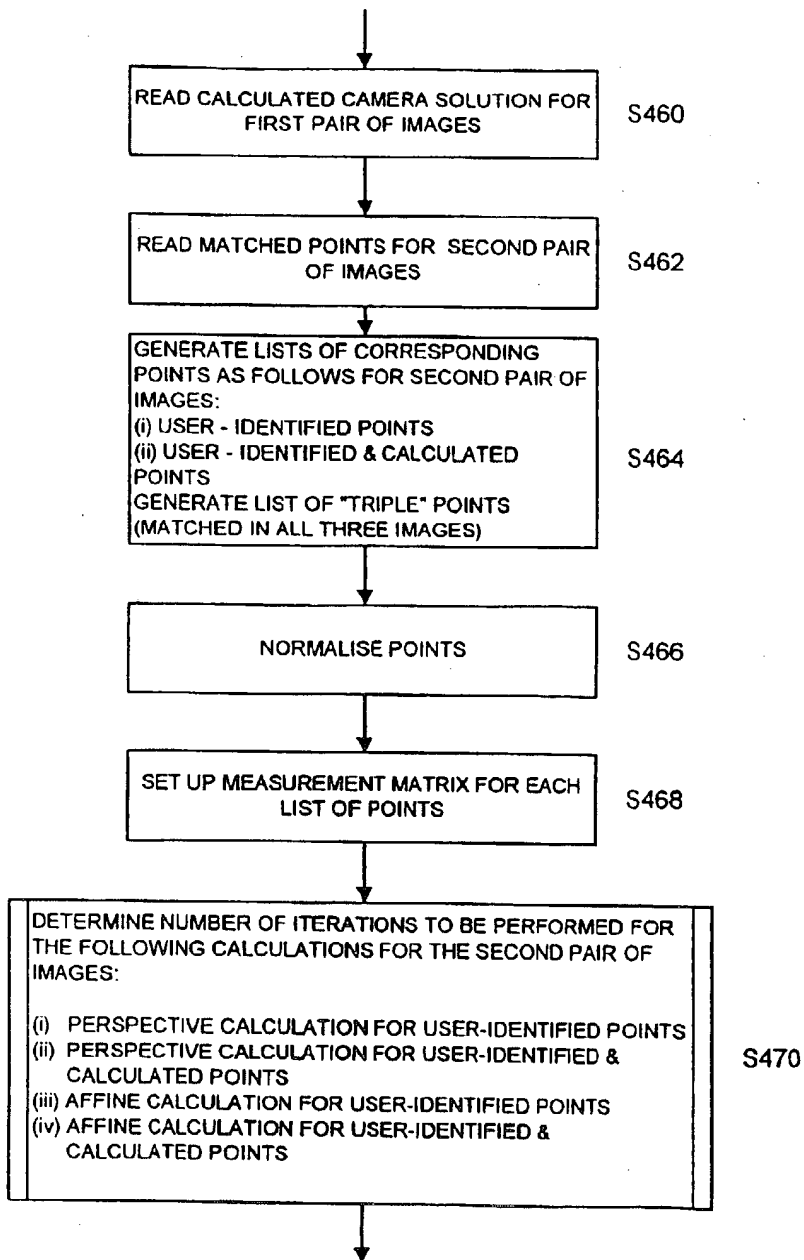 READ CALCULATED CAMERA SOLUTION FOR
FIRST PAIR OF IMAGES
S460
READ MATCHED POINTS FOR SECOND PAIR
OF IMAGES
S462
GENERATE LISTS OF CORRESPONDING
POINTS AS FOLLOWS FOR SECOND PAIR OF
IMAGES:
(i) USER - IDENTIFIED POINTS
(ii) USER - IDENTIFIED & CALCULATED
POINTS
GENERATE LIST OF "TRIPLE" POINTS
(MATCHED IN ALL THREE IMAGES)
S464
NORMALISE POINTS
S466
SET UP MEASUREMENT MATRIX FOR EACH
LIST OF POINTS
S468
DETERMINE NUMBER OF ITERATIONS TO BE PERFORMED FOR
THE FOLLOWING CALCULATIONS FOR THE SECOND PAIR OF
IMAGES:
(i) PERSPECTIVE CALCULATION FOR USER-IDENTIFIED POINTS
(ii) PERSPECTIVE CALCULATION FOR USER-IDENTIFIED &
CALCULATED POINTS
(iii) AFFINE CALCULATION FOR USER-IDENTIFIED POINTS
(iv) AFFINE CALCULATION FOR USER-IDENTIFIED &
CALCULATED POINTS
S470